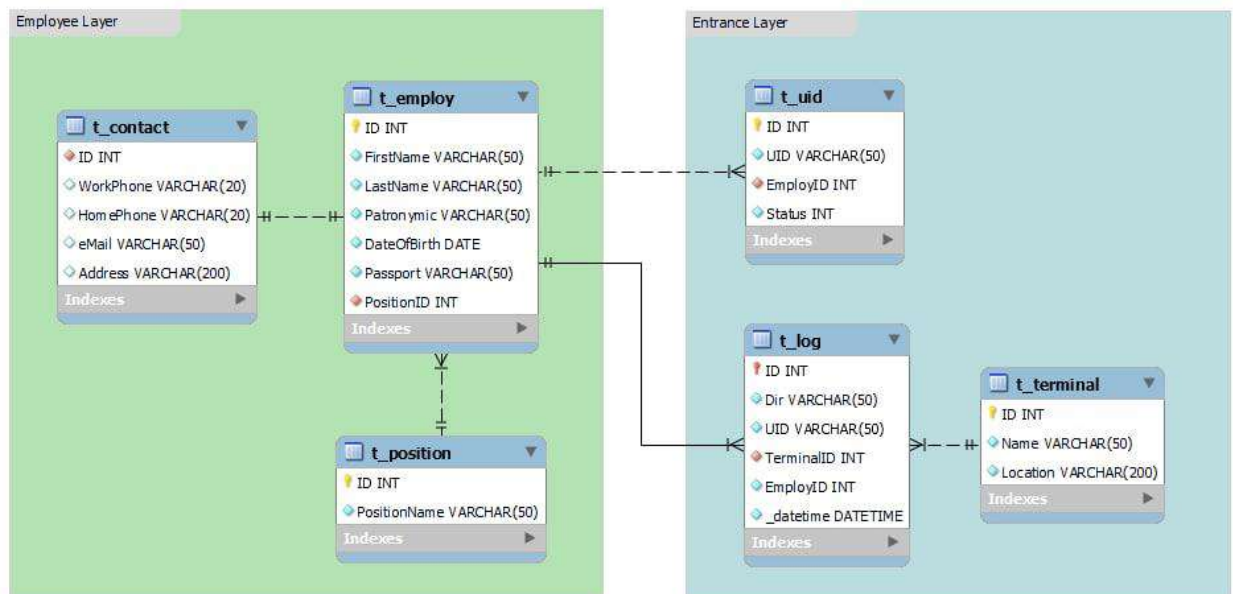 Employee Layer
t_contact
ID INT
WorkPhone VARCHAR(20)
HomePhone VARCHAR(20)
eMail VARCHAR(50)
Address VARCHAR(200)
Indexes
t_employ
ID INT
FirstName VARCHAR(50)
LastName VARCHAR(50)
Patronymic VARCHAR(50)
DateOfBirth DATE
Passport VARCHAR(50)
PositionID INT
Indexes
t_position
ID INT
PositionName VARCHAR(50)
Indexes
Entrance Layer
t_uid
ID INT
UID VARCHAR(50)
EmployID INT
Status INT
Indexes
t_log
ID INT
Dir VARCHAR(50)
UID VARCHAR(50)
TerminalID INT
EmployID INT
_datetime DATETIME
Indexes
t_terminal
ID INT
Name VARCHAR(50)
Location VARCHAR(200)
Indexes